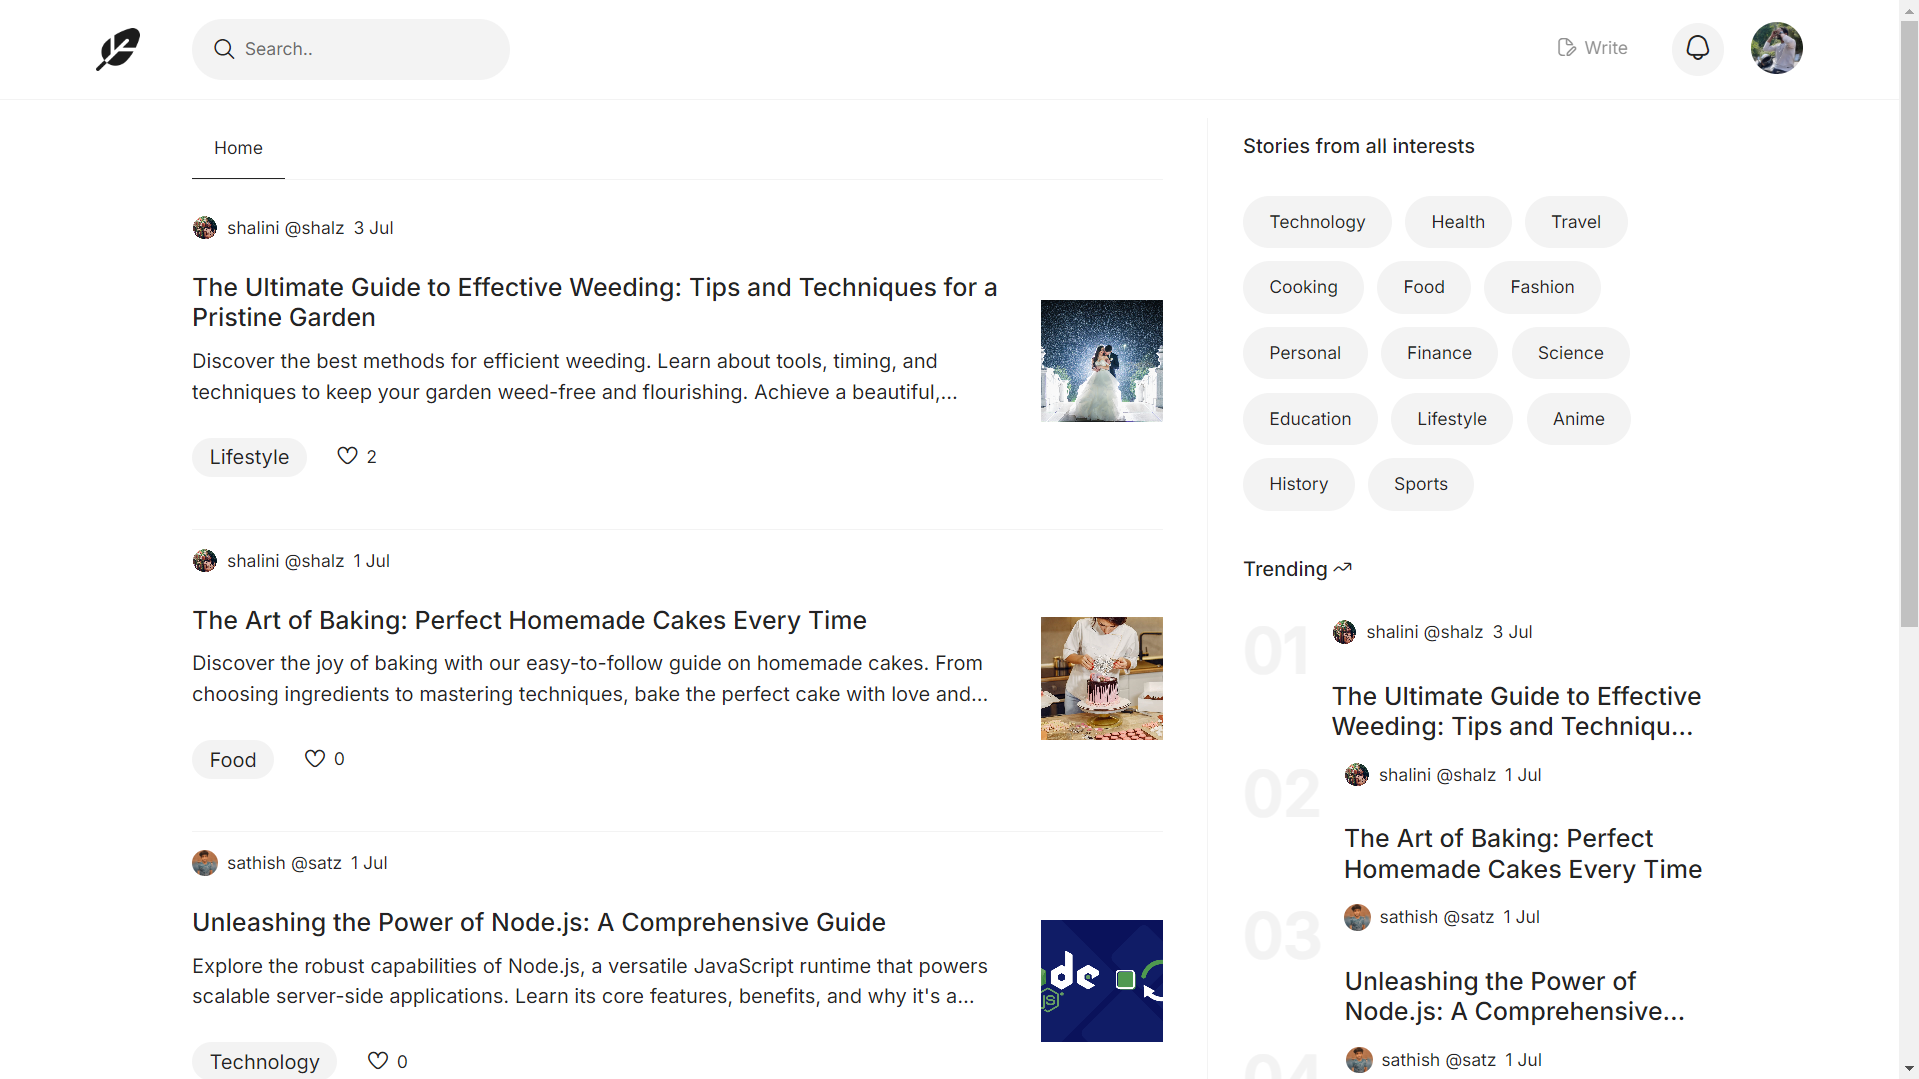 Search..
Write
Home
shalini @shalz 3 Jul
The Ultimate Guide to Effective Weeding: Tips and Techniques for a
Pristine Garden
Discover the best methods for efficient weeding. Learn about tools, timing, and
techniques to keep your garden weed-free and flourishing. Achieve a beautiful,...
Lifestyle
2
shalini @shalz 1 Jul
The Art of Baking: Perfect Homemade Cakes Every Time
Discover the joy of baking with our easy-to-follow guide on homemade cakes. From
choosing ingredients to mastering techniques, bake the perfect cake with love and...
Food
0
sathish @satz 1 Jul
Unleashing the Power of Node.js: A Comprehensive Guide
Explore the robust capabilities of Node.js, a versatile JavaScript runtime that powers
scalable server-side applications. Learn its core features, benefits, and why it's a...
Technology
0
Stories from all interests
Technology Health Travel
Cooking Food Fashion
Personal Finance Science
Education Lifestyle Anime
History Sports
Trending
01
shalini @shalz 3 Jul
The Ultimate Guide to Effective
Weeding: Tips and Techniqu...
02
shalini @shalz 1 Jul
The Art of Baking: Perfect
Homemade Cakes Every Time
03
sathish @satz 1 Jul
Unleashing the Power of
Node.js: A Comprehensive...
04
sathish @satz 1 Jul